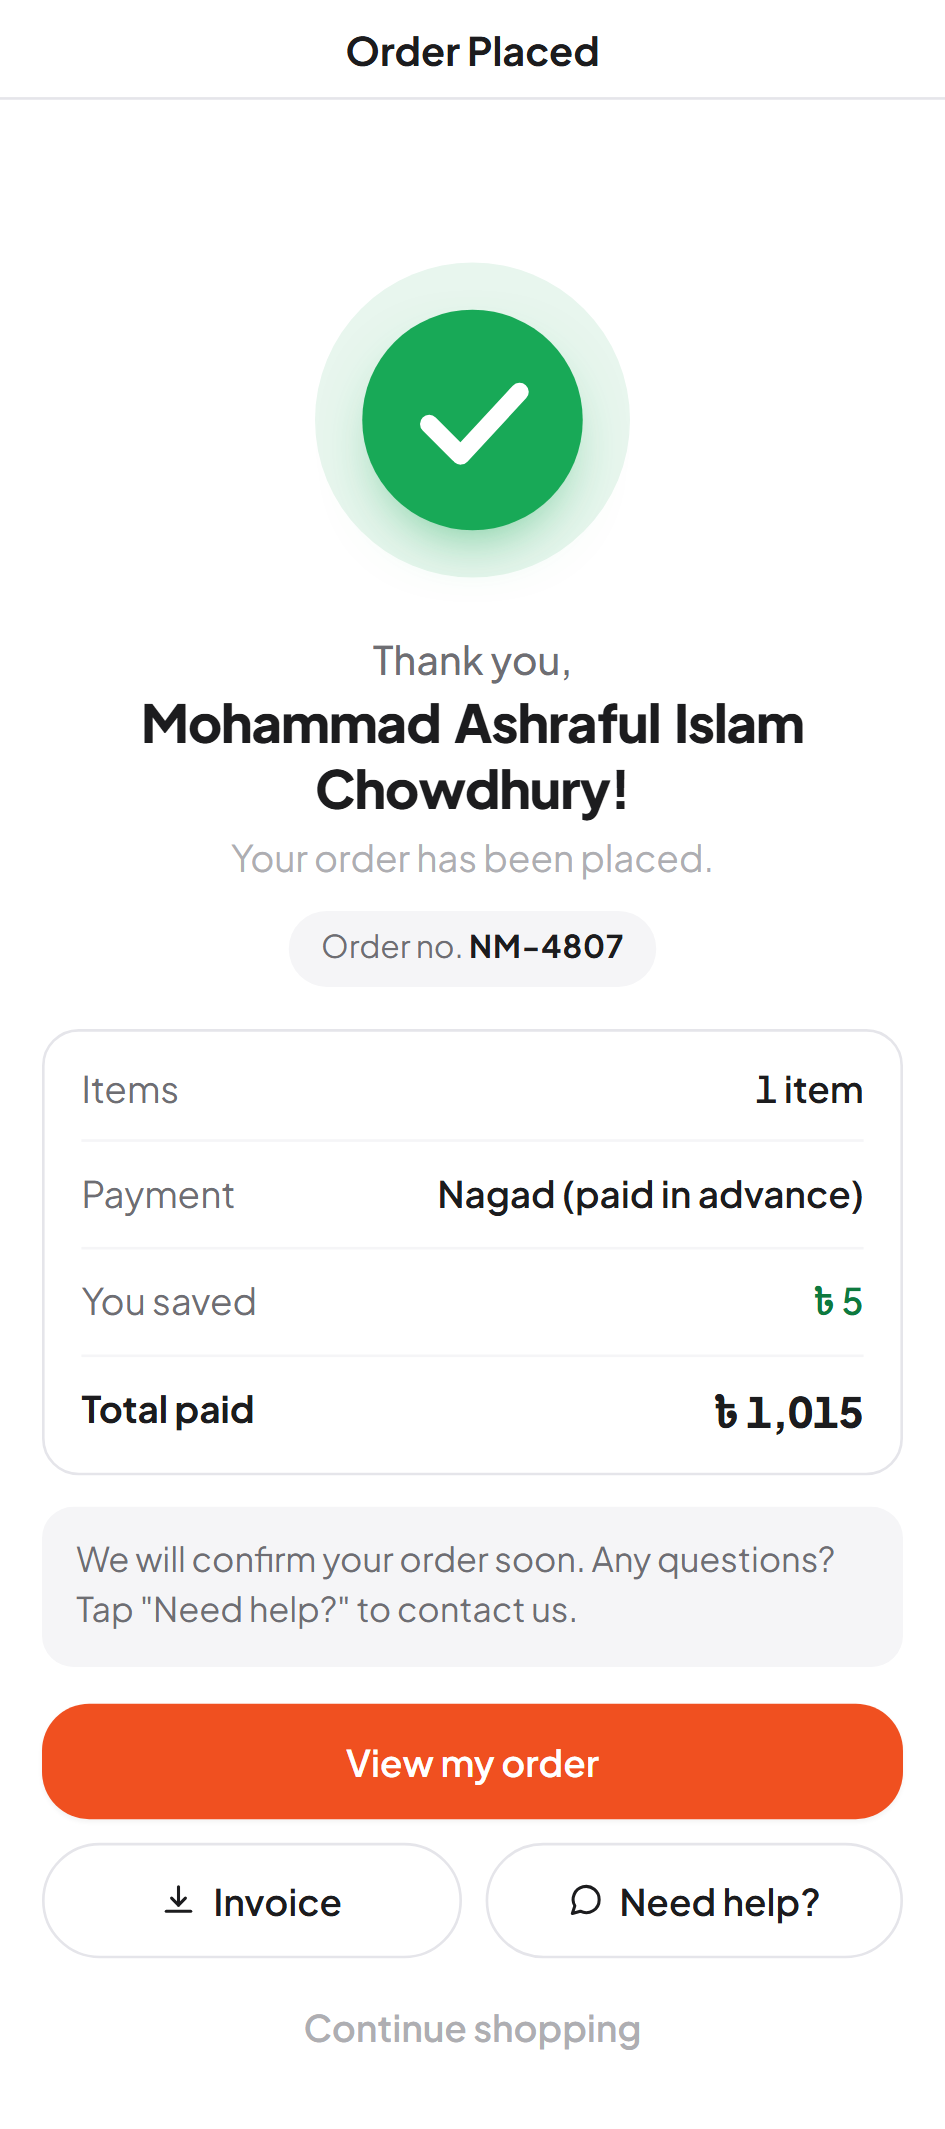 Order Placed
Thank you,
Mohammad Ashraful Islam
Chowdhury!
Your order has been placed.
Order no. NM-4807
Items 1 item
Payment Nagad (paid in advance)
You saved ৳ 5
Total paid ৳ 1,015
We will confirm your order soon. Any questions?
Tap "Need help?" to contact us.
View my order
Invoice Need help?
Continue shopping